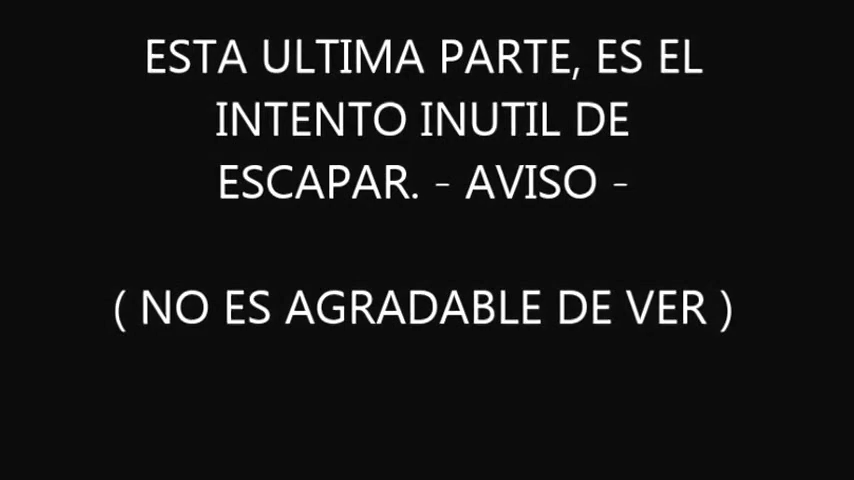 ESTA ULTIMA PARTE, ES EL
INTENTO INUTIL DE
ESCAPAR. - AVISO -
( NO ES AGRADABLE DE VER )